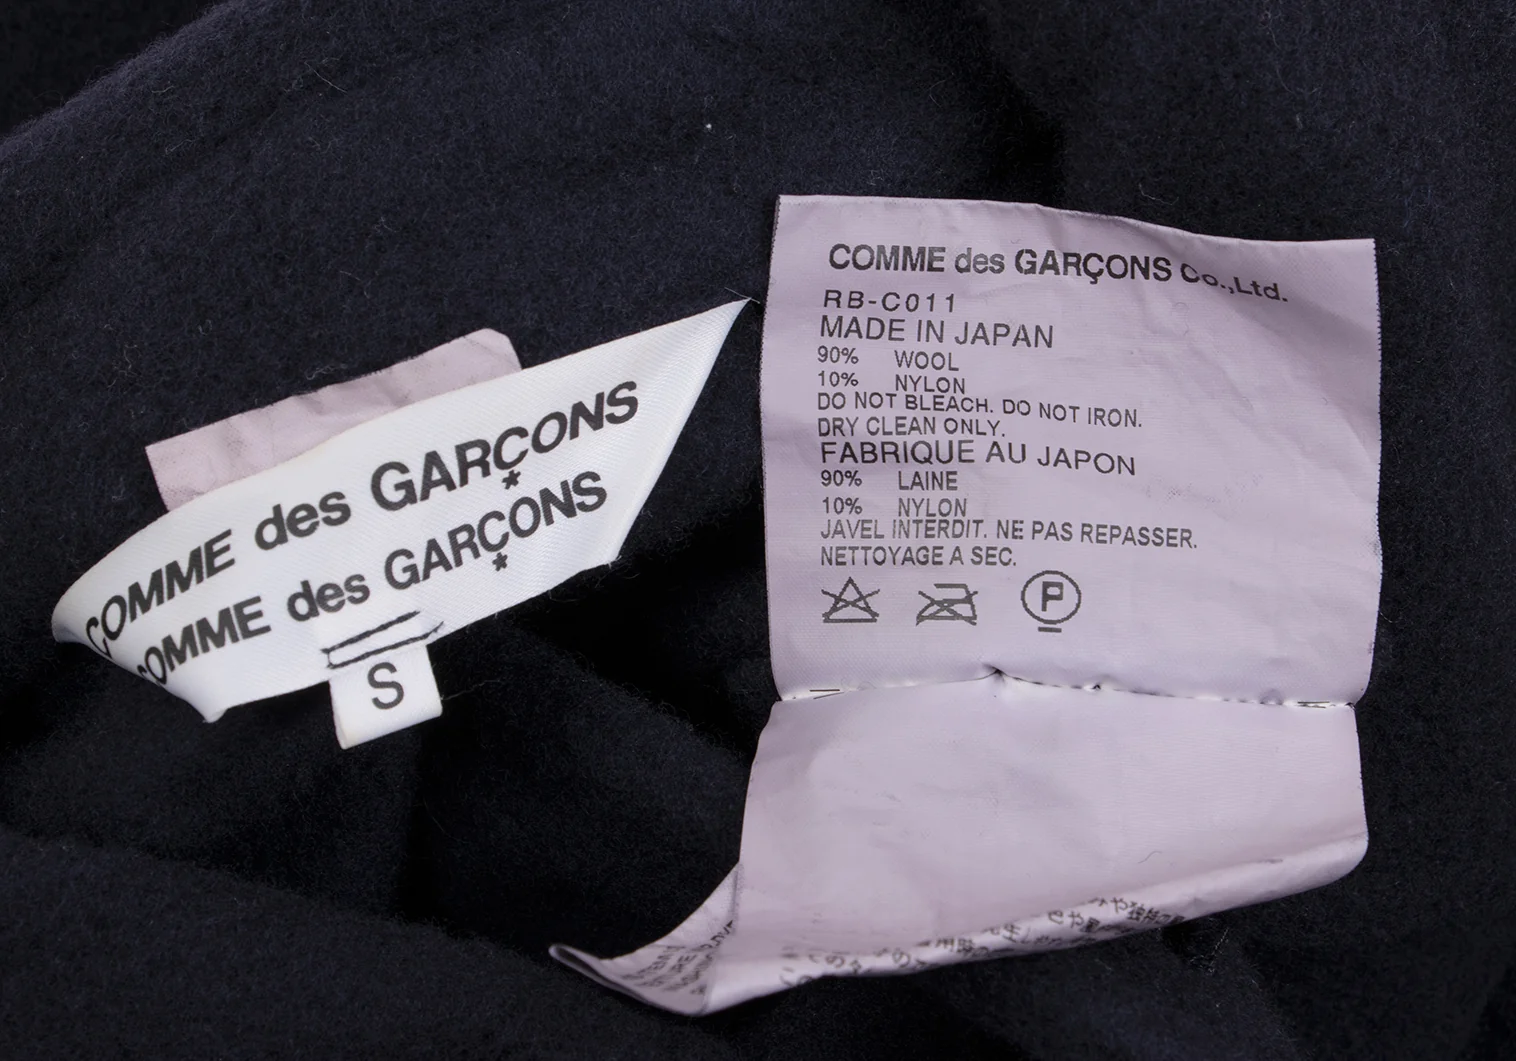 COMME des GARÇONS
*
COMME des GARÇONS
*
S
COMME des GARÇONS Co.,Ltd.
RB-C011
MADE IN JAPAN
90% WOOL
10% NYLON
DO NOT BLEACH. DO NOT IRON.
DRY CLEAN ONLY.
FABRIQUE AU JAPON
90% LAINE
10% NYLON
JAVEL INTERDIT. NE PAS REPASSER.
NETTOYAGE A SEC.
P